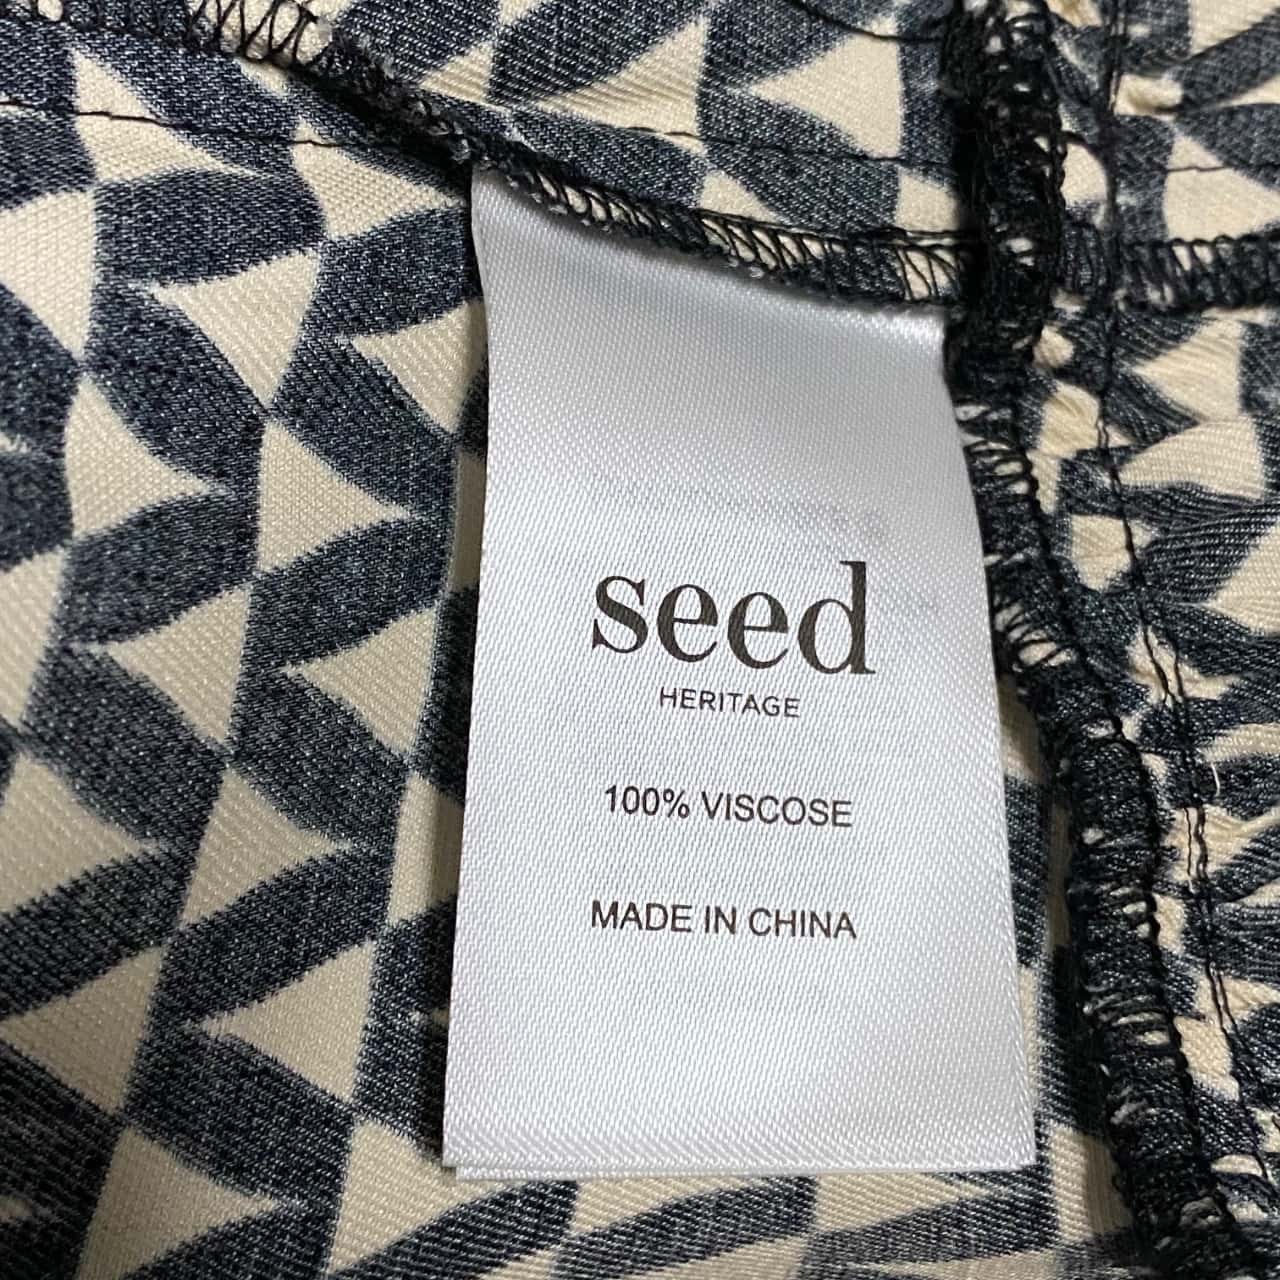 seed
HERITAGE
100% VISCOSE
MADE IN CHINA